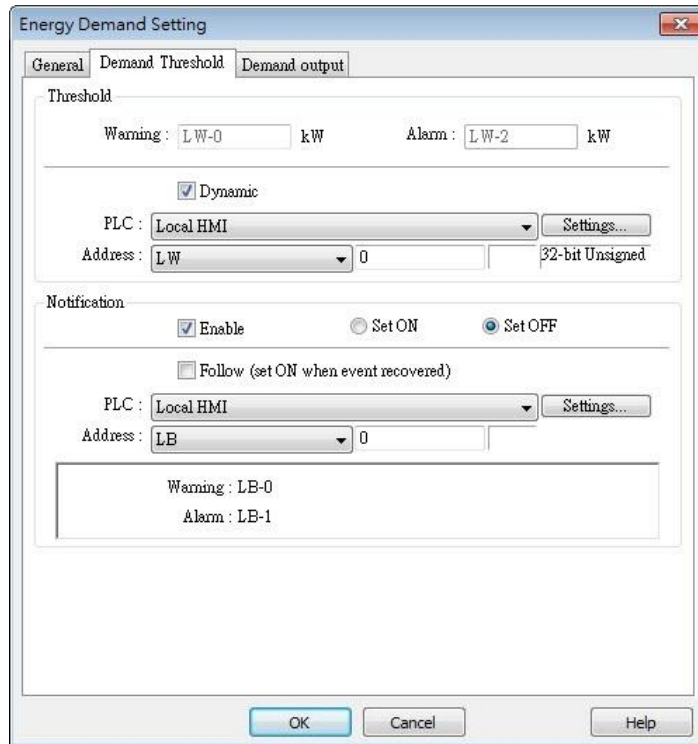 Energy Demand Setting
General Demand Threshold Demand output
Threshold
Warning : LW-0 kW Alarm : LW-2 kW
Dynamic
PLC : Local HMI Settings...
Address : LW 0 32-bit Unsigned
Notification
Enable Set ON Set OFF
Follow (set ON when event recovered)
PLC : Local HMI Settings...
Address : LB 0
Warning : LB-0
Alarm : LB-1
OK Cancel Help